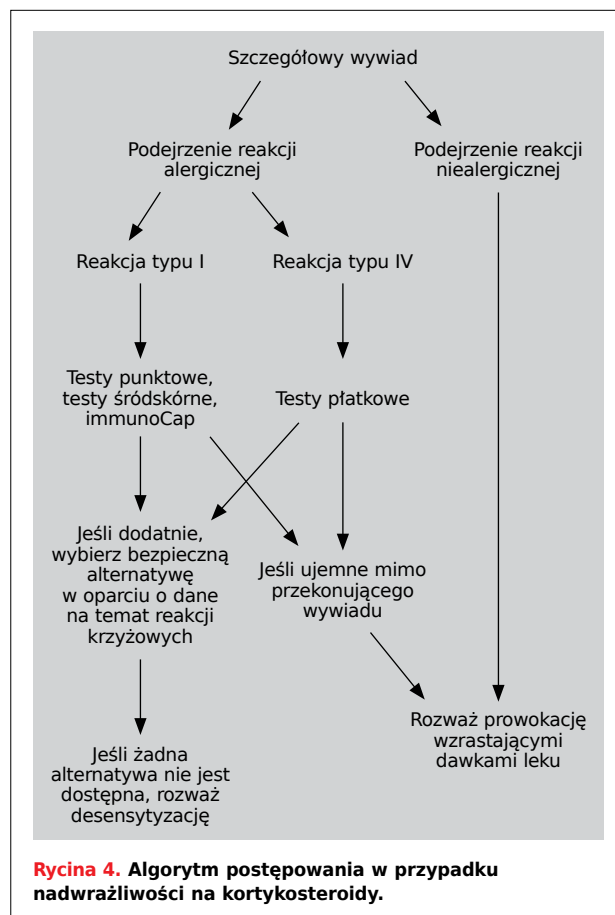 Szczegółowy wywiad
Podejrzenie reakcji
alergicznej
Podejrzenie reakcji
niealergicznej
Reakcja typu I
Reakcja typu IV
Testy punktowe,
testy śródskórne,
immunoCap
Testy płatkowe
Jeśli dodatnie,
wybierz bezpieczną
alternatywę
w oparciu o dane
na temat reakcji
krzyżowych
Jeśli ujemne mimo
przekonującego
wywiadu
Rozważ prowokację
wzrastającymi
dawkami leku
Jeśli żadna
alternatywa nie jest
dostępna, rozważ
desensytyzację
Rycina 4. Algorytm postępowania w przypadku
nadwrażliwości na kortykosteroidy.